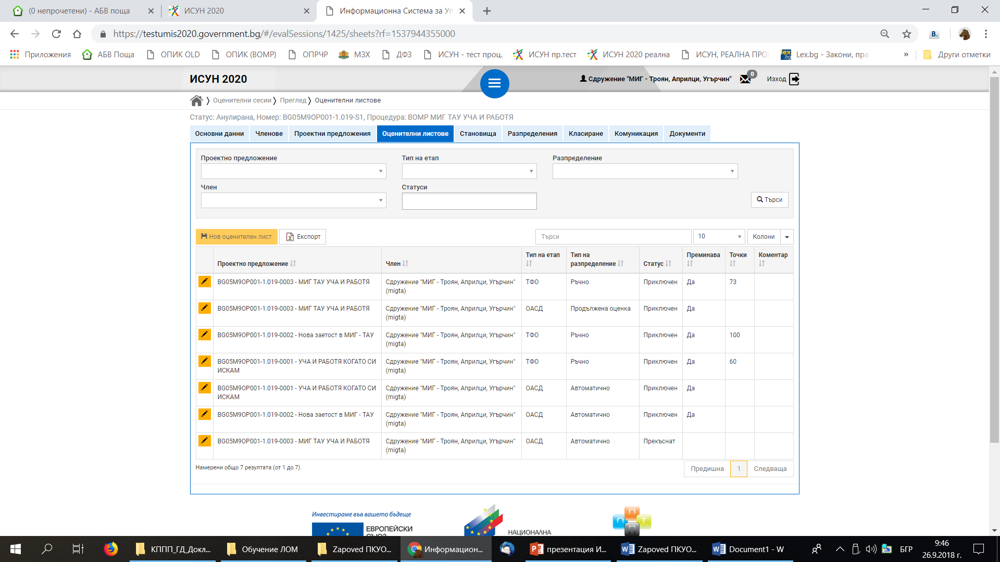 (0 непрочетени) - АБВ поща
ИСУН 2020
Информационна Система за Уп
https://testumis2020.government.bg/#/evalSessions/1425/sheets?rf=1537944355000
Приложения АБВ Поща ОПИК OLD ОПИК (ВОМР) ОПРЧР МЗХ ДФЗ ИСУН - тест проц. ИСУН пр.тест ИСУН 2020 реална ИСУН, РЕАЛНА ПРО Lex.bg - Закони, пра » Други отметки
ИСУН 2020
Сдружение "МИГ - Троян, Априлци, Угърчин" 0 Изход
Оценителни сесии Преглед Оценителни листове
Статус: Анулирана, Номер: BG05M9OP001-1.019-S1, Процедура: ВОМР МИГ ТАУ УЧА И РАБОТЯ
Основни данни Членове Проектни предложения Оценителни листове Становища Разпределения Класиране Комуникация Документи
Проектно предложение Тип на етап Разпределение
Член Статуси
Търси
Нов оценителен лист Експорт Търси 10 Колони
Проектно предложение Член Тип на етап Тип на разпределение Статус Преминава Точки Коментар
BG05M9OP001-1.019-0003 - МИГ ТАУ УЧА И РАБОТЯ Сдружение "МИГ - Троян, Априлци, Угърчин" ТФО Ръчно Приключен Да 73
(migta)
BG05M9OP001-1.019-0003 - МИГ ТАУ УЧА И РАБОТЯ Сдружение "МИГ - Троян, Априлци, Угърчин" ОАСД Продължена оценка Приключен Да
(migta)
BG05M9OP001-1.019-0002 - Нова заетост в МИГ - ТАУ Сдружение "МИГ - Троян, Априлци, Угърчин" ТФО Ръчно Приключен Да 100
(migta)
BG05M9OP001-1.019-0001 - УЧА И РАБОТЯ КОГАТО СИ Сдружение "МИГ - Троян, Априлци, Угърчин" ТФО Ръчно Приключен Да 60
ИСКАМ (migta)
BG05M9OP001-1.019-0001 - УЧА И РАБОТЯ КОГАТО СИ Сдружение "МИГ - Троян, Априлци, Угърчин" ОАСД Автоматично Приключен Да
ИСКАМ (migta)
BG05M9OP001-1.019-0002 - Нова заетост в МИГ - ТАУ Сдружение "МИГ - Троян, Априлци, Угърчин" ОАСД Автоматично Приключен Да
(migta)
BG05M9OP001-1.019-0003 - МИГ ТАУ УЧА И РАБОТЯ Сдружение "МИГ - Троян, Априлци, Угърчин" ОАСД Автоматично Прекъснат
(migta)
Намерени общо 7 резултата (от 1 до 7) Предишна 1 Следваща
Инвестираме във вашето бъдеще
ЕВРОПЕЙСКИ
СЪЮЗ
НАЦИОНАЛНА
П П Т П
КППП_ГД_Докл... Обучение ЛОМ Zapoved ПКУО... Информацион... презентация И... Zapoved ПКУО... Document1 - W БГР 9:46
26.9.2018 г.